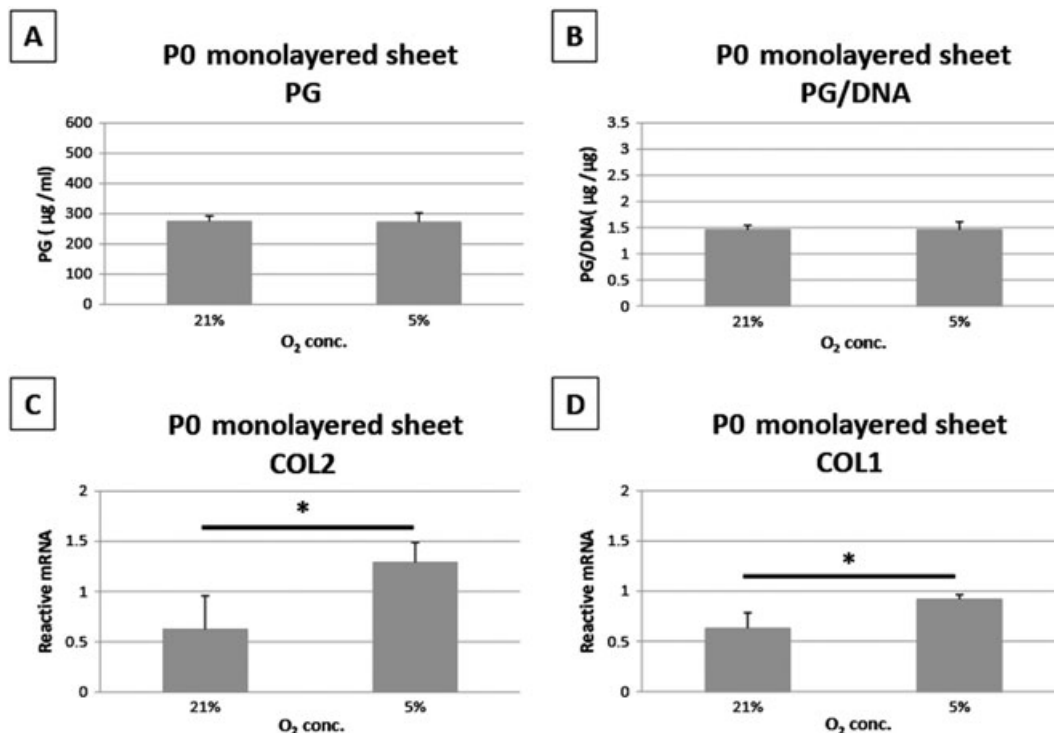 A
P0 monolayered sheet
PG
PG ( µg /ml)
600
500
400
300
200
100
0
21%
5%
O₂ conc.
B
P0 monolayered sheet
PG/DNA
PG/DNA( µg /µg)
3.5
3
2.5
2
1.5
1
0.5
0
21%
5%
O₂ conc.
C
P0 monolayered sheet
COL2
Reactive mRNA
2
1.5
1
0.5
0
*
21%
5%
O₂ conc.
D
P0 monolayered sheet
COL1
Reactive mRNA
2
1.5
1
0.5
0
*
21%
5%
O₂ conc.